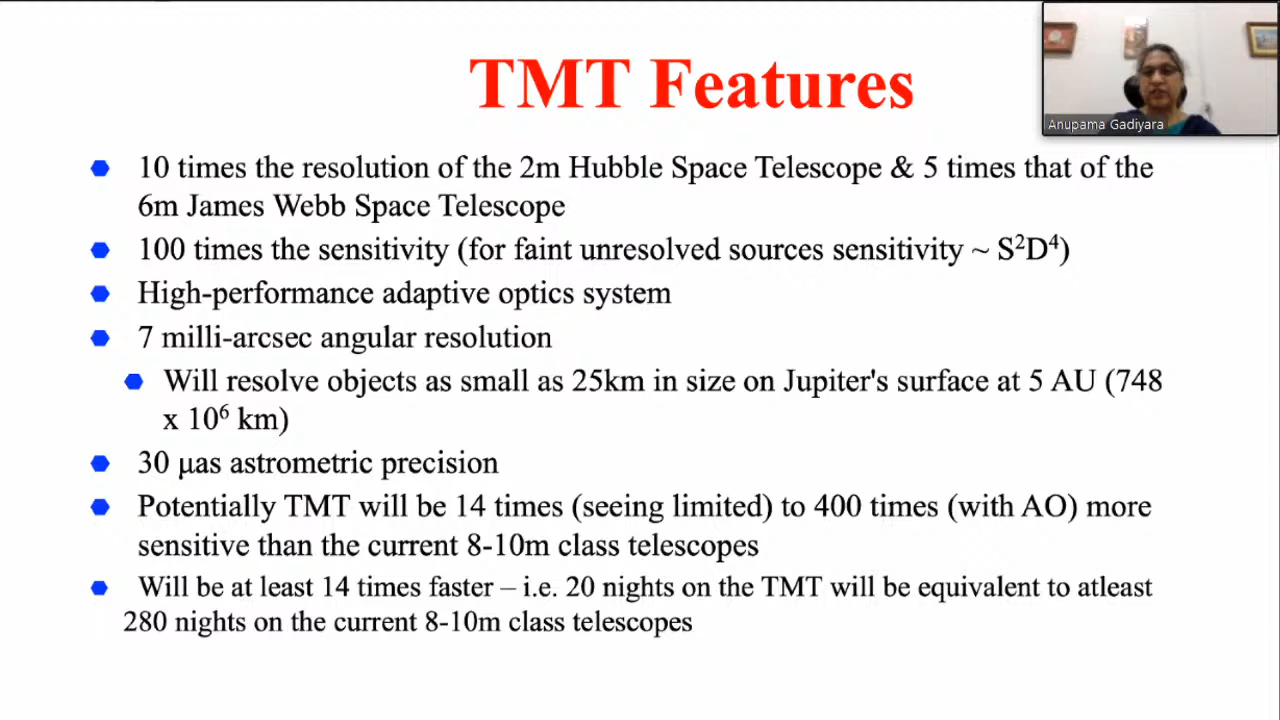 TMT Features
Anupama Gadiyara
10 times the resolution of the 2m Hubble Space Telescope & 5 times that of the
6m James Webb Space Telescope
100 times the sensitivity (for faint unresolved sources sensitivity ~ S²D⁴)
High-performance adaptive optics system
7 milli-arcsec angular resolution
Will resolve objects as small as 25km in size on Jupiter's surface at 5 AU (748
x 10⁶ km)
30 μas astrometric precision
Potentially TMT will be 14 times (seeing limited) to 400 times (with AO) more
sensitive than the current 8-10m class telescopes
Will be at least 14 times faster – i.e. 20 nights on the TMT will be equivalent to atleast
280 nights on the current 8-10m class telescopes